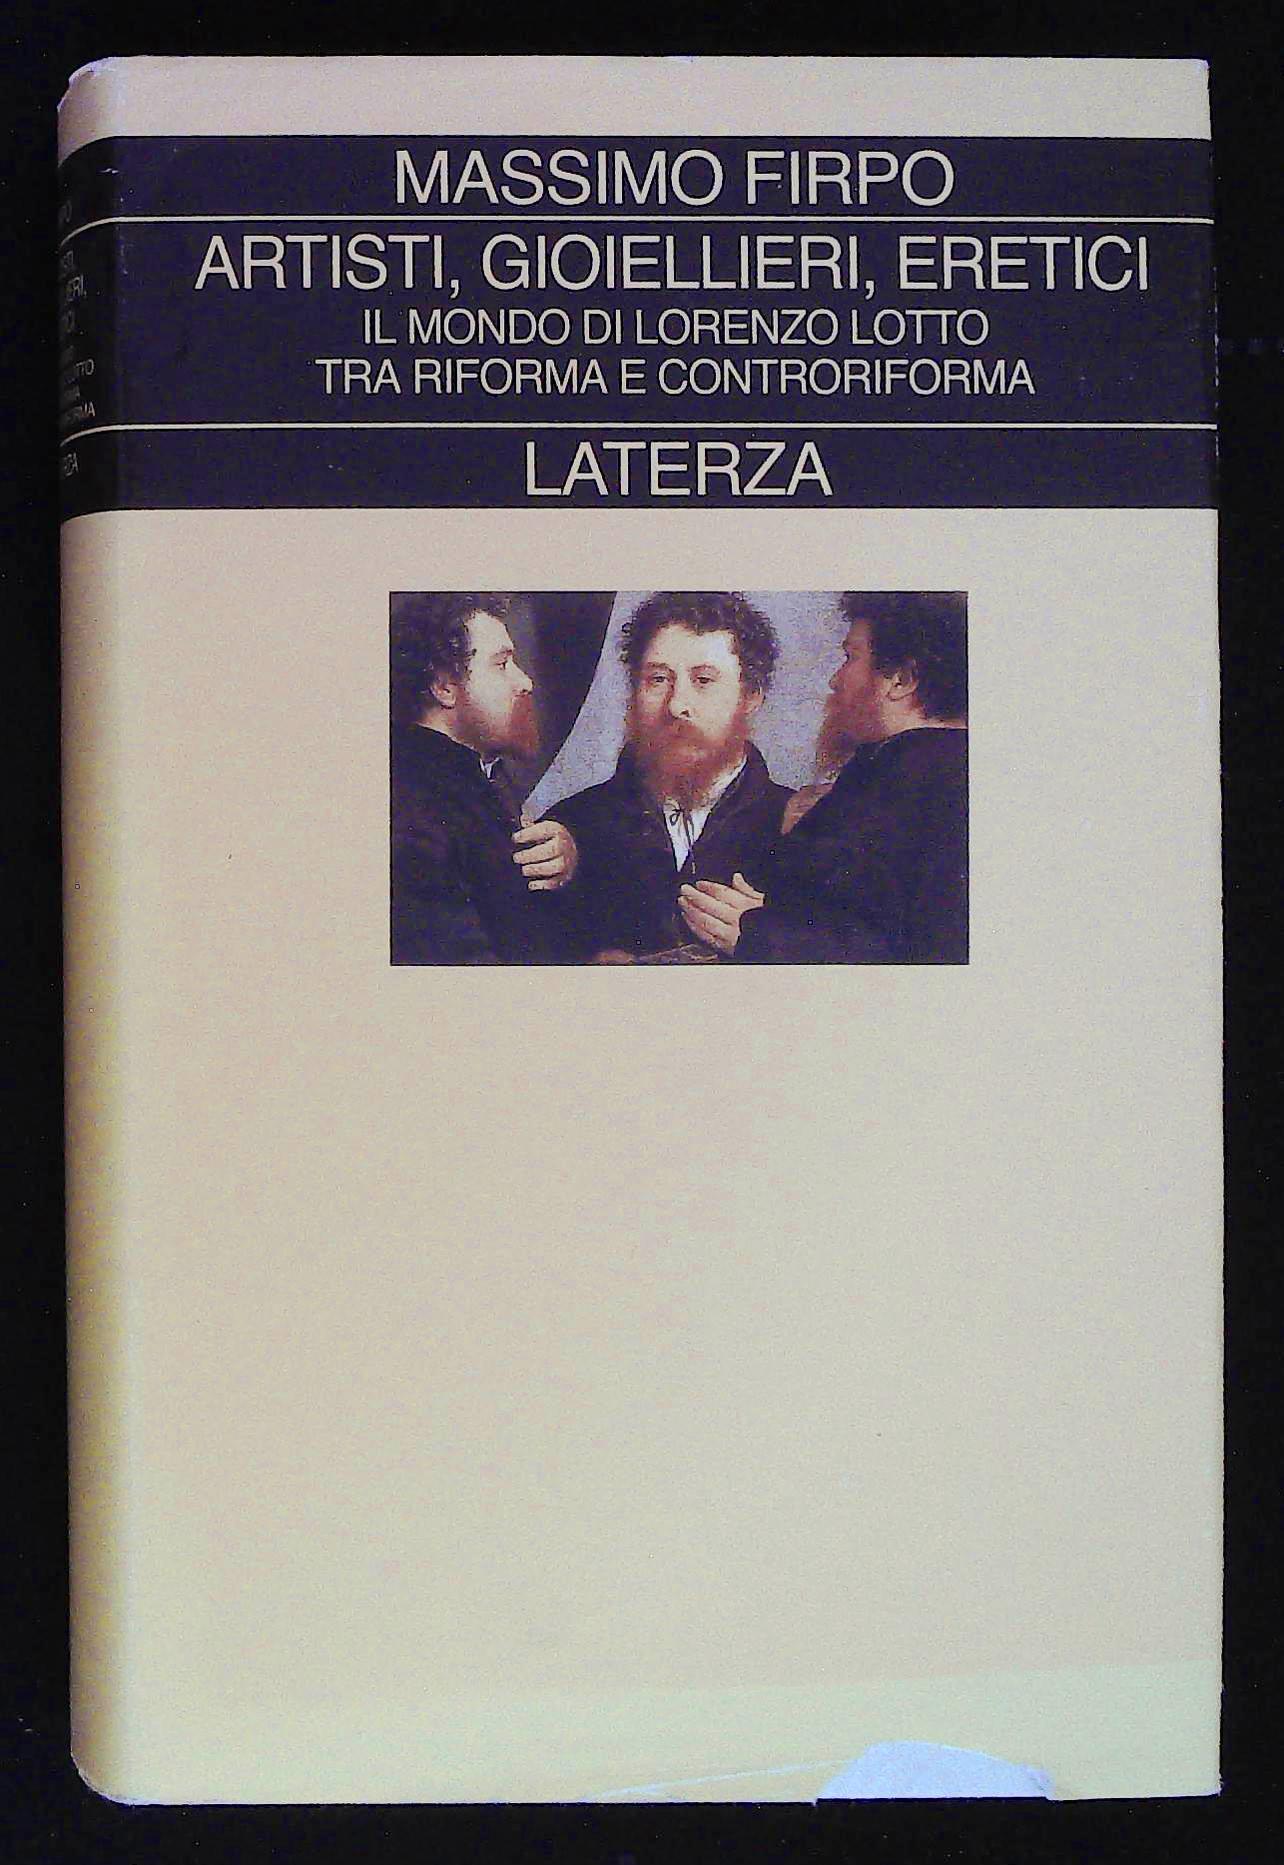 MASSIMO FIRPO
ARTISTI, GIOIELLIERI, ERETICI
IL MONDO DI LORENZO LOTTO
TRA RIFORMA E CONTRORIFORMA
LATERZA